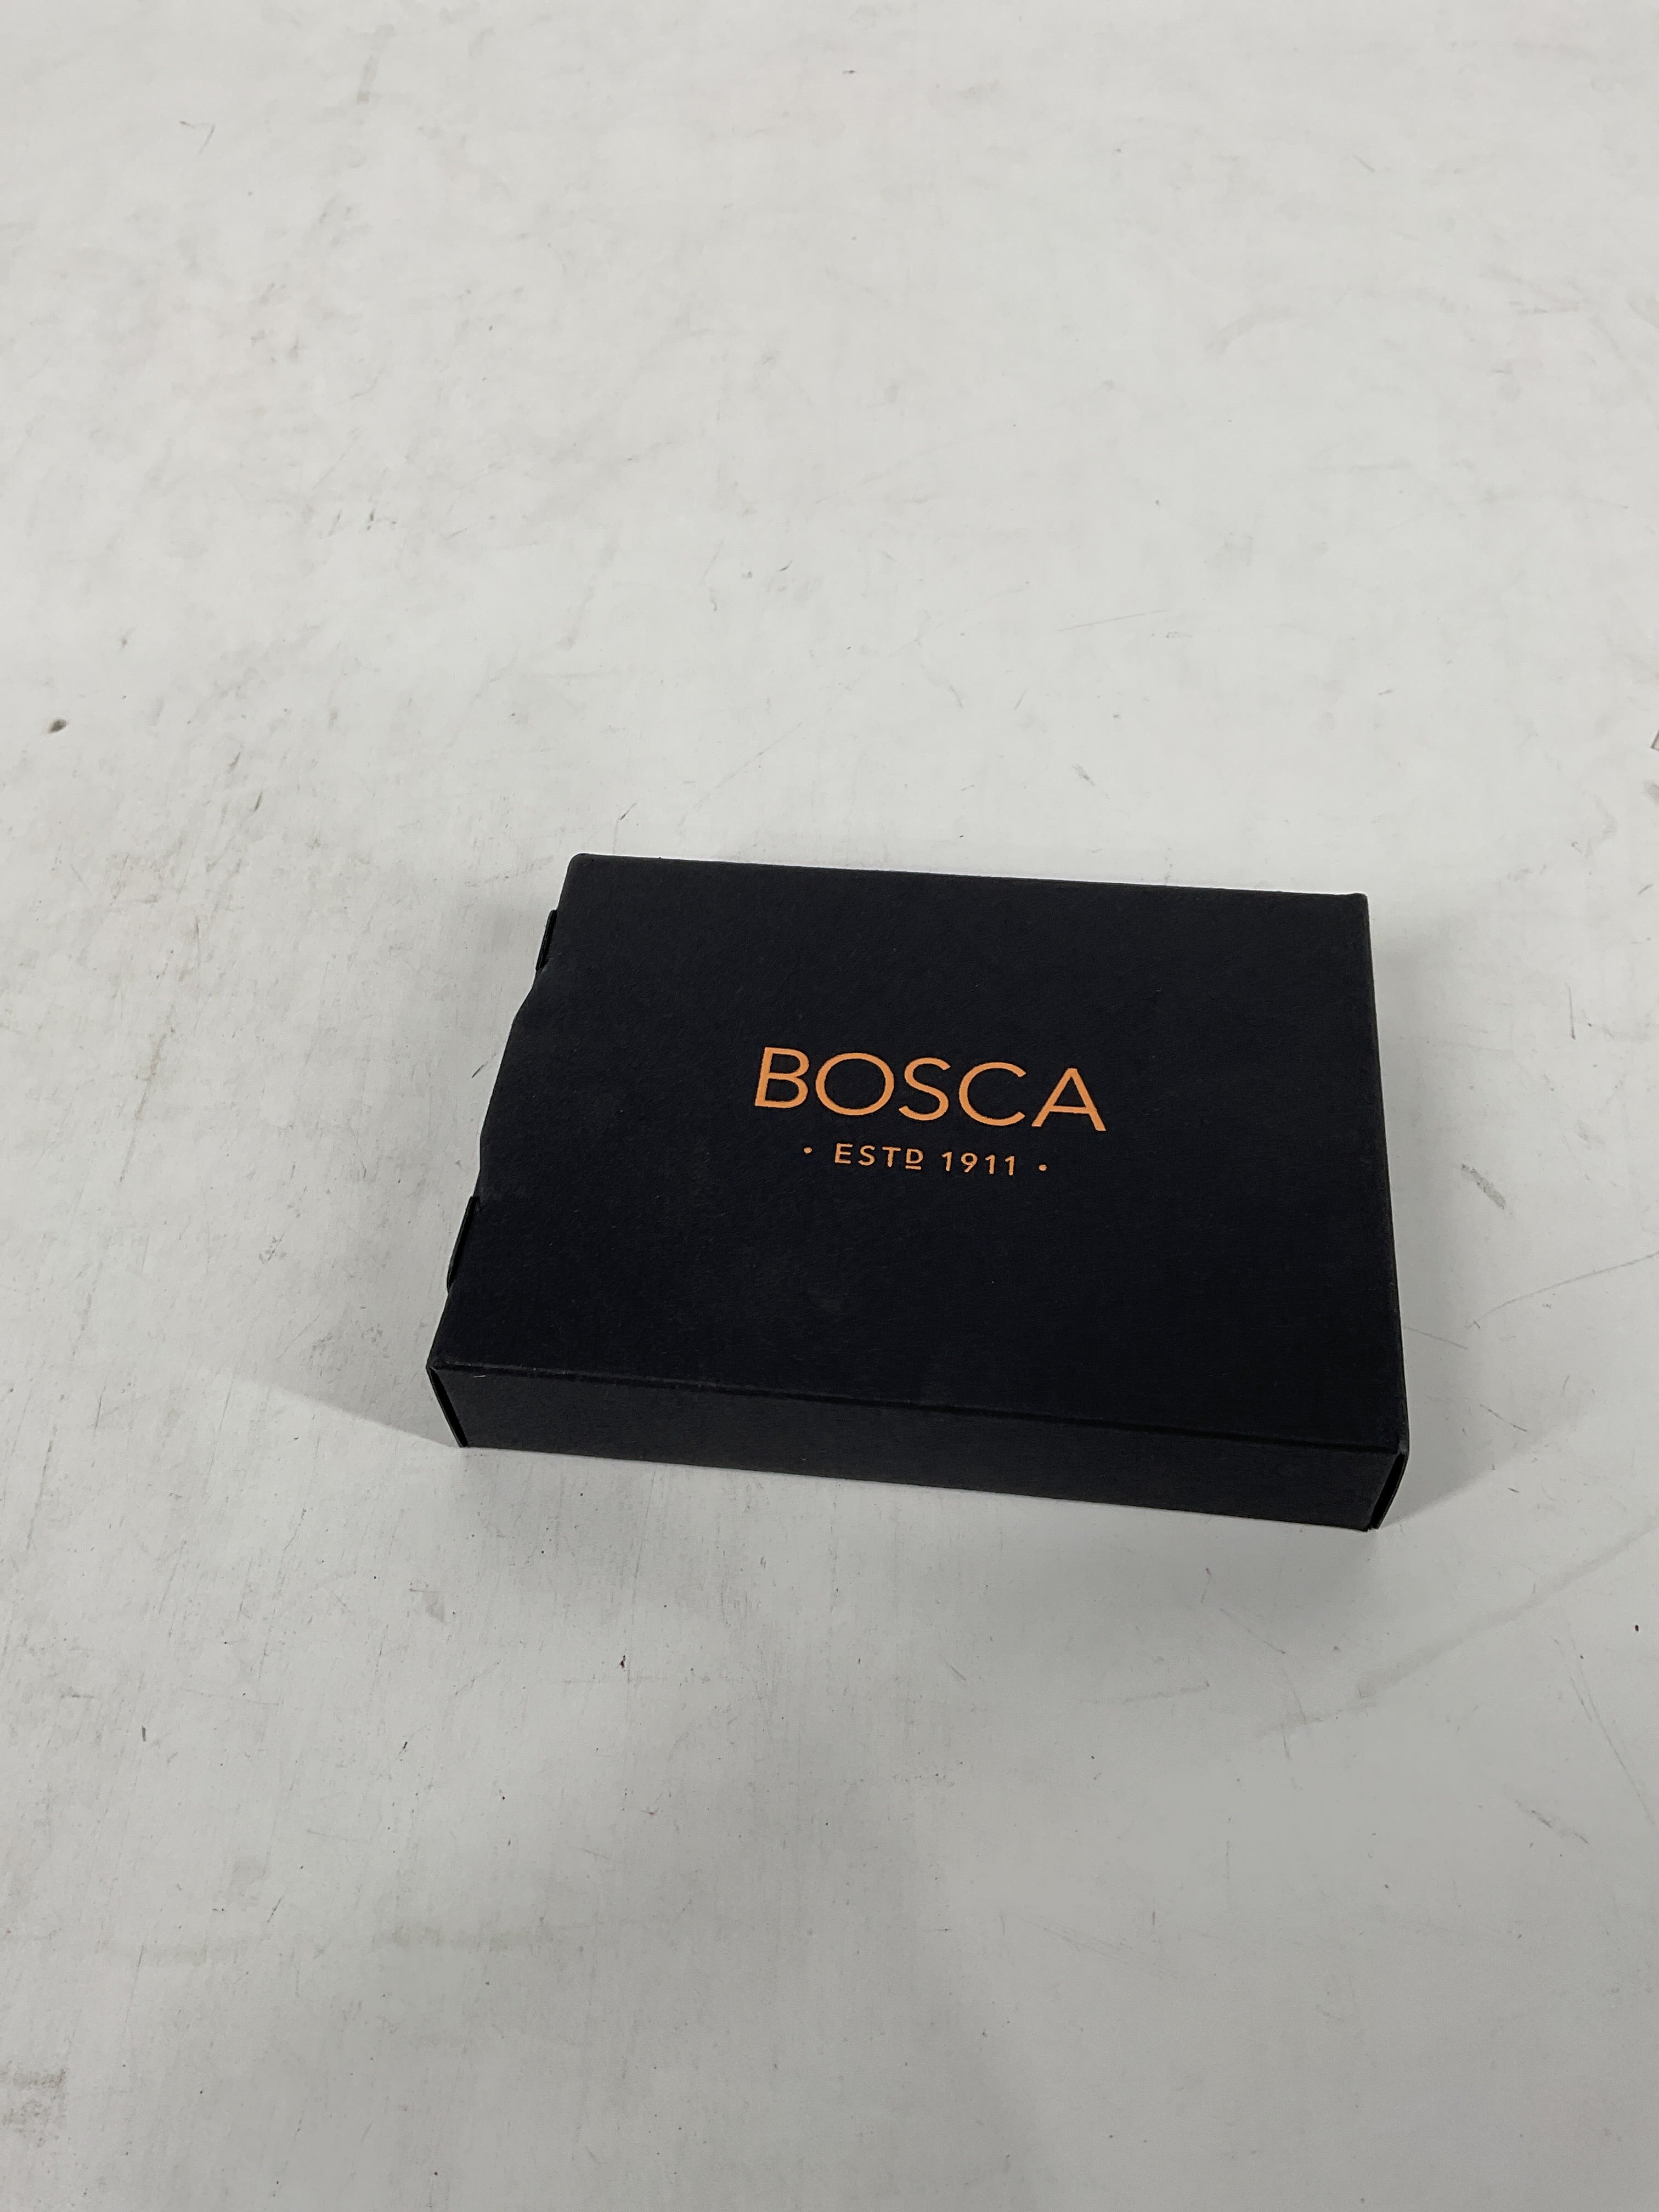 BOSCA
· ESTD 1911 ·